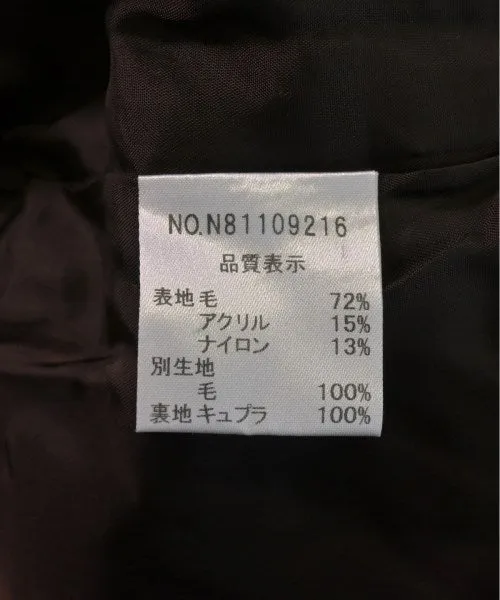 NO.N81109216
品質表示
表地 毛 72%
アクリル 15%
ナイロン 13%
別生地
毛 100%
裏地 キュプラ 100%